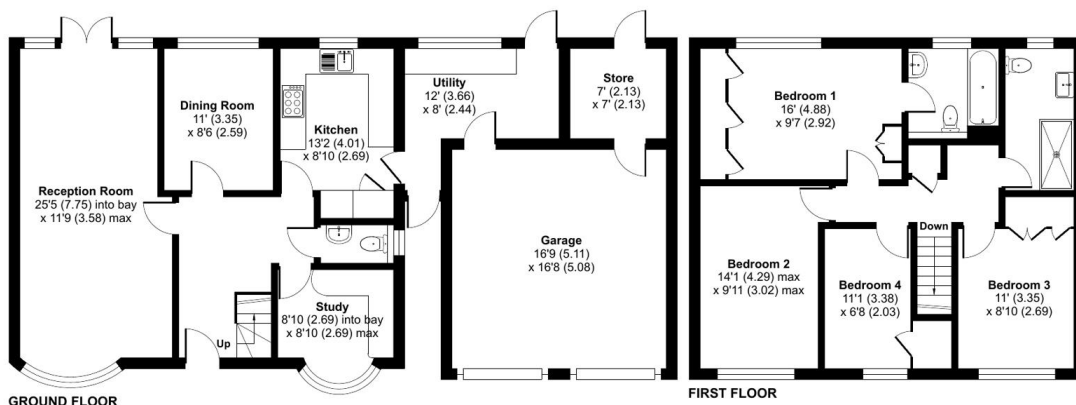 Dining Room
11' (3.35)
x 8'6 (2.59)
Kitchen
13'2 (4.01)
x 8'10 (2.69)
Utility
12' (3.66)
x 8' (2.44)
Store
7' (2.13)
x 7' (2.13)
Reception Room
25'5 (7.75) into bay
x 11'9 (3.58) max
Garage
16'9 (5.11)
x 16'8 (5.08)
Study
8'10 (2.69) into bay
x 8'10 (2.69) max
Up
GROUND FLOOR
Bedroom 1
16' (4.88)
x 9'7 (2.92)
Down
Bedroom 2
14'1 (4.29) max
x 9'11 (3.02) max
Bedroom 4
11'1 (3.38)
x 6'8 (2.03)
Bedroom 3
11' (3.35)
x 8'10 (2.69)
FIRST FLOOR